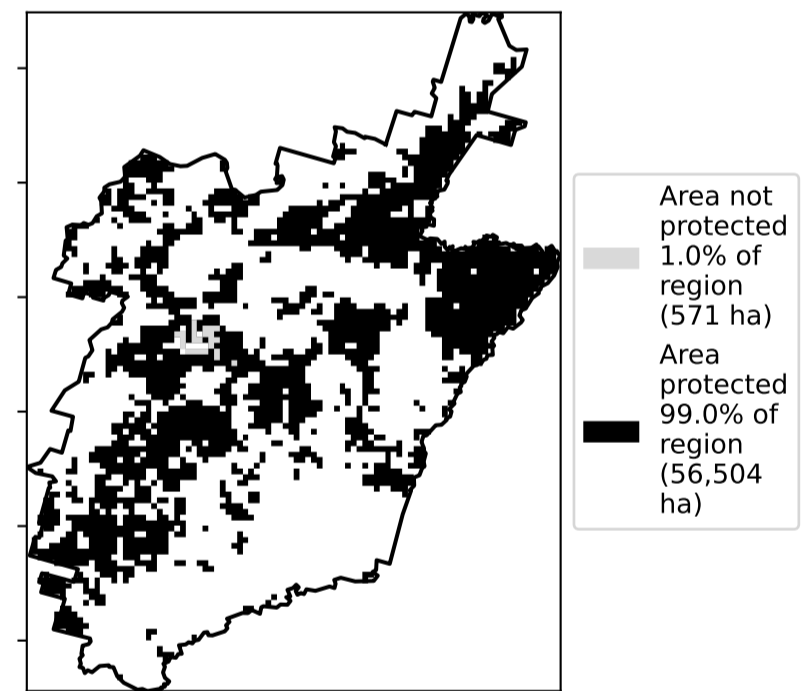 Area not
protected
1.0% of
region
(571 ha)
Area
protected
99.0% of
region
(56,504
ha)